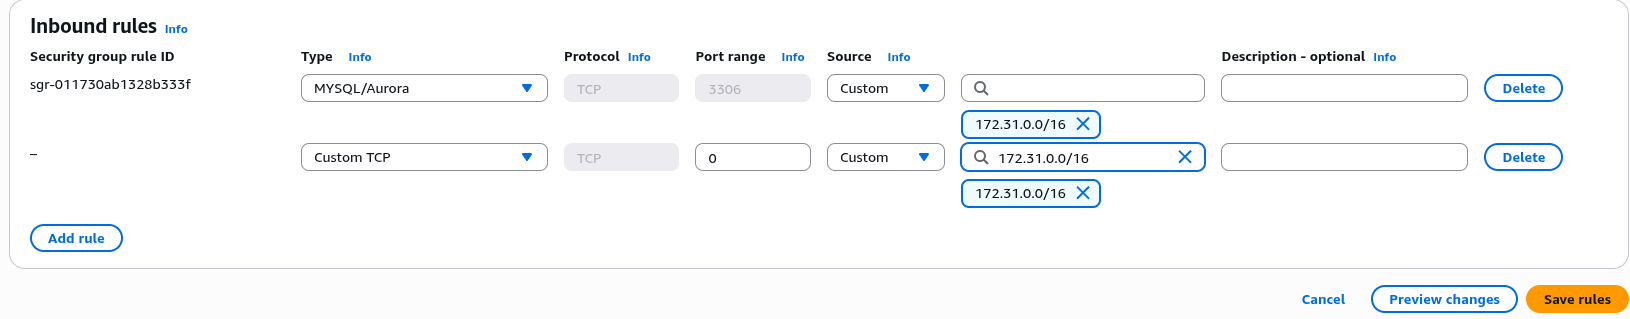 Inbound rules Info
Security group rule ID Type Info Protocol Info Port range Info Source Info Description - optional Info
sgr-011730ab1328b333f MYSQL/Aurora TCP 3306 Custom Delete
172.31.0.0/16
– Custom TCP TCP 0 Custom 172.31.0.0/16 Delete
172.31.0.0/16
Add rule
Cancel Preview changes Save rules